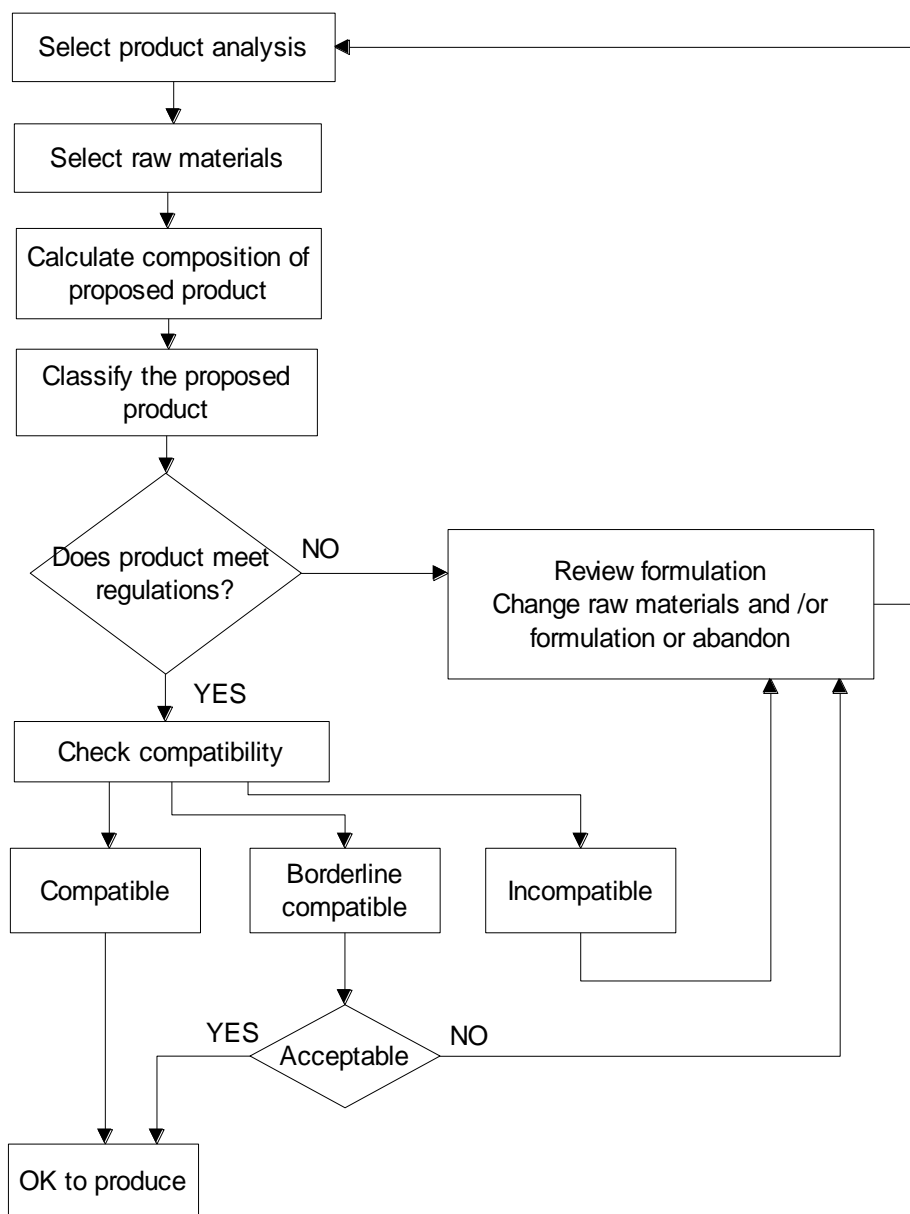 Select product analysis
Select raw materials
Calculate composition of
proposed product
Classify the proposed
product
Does product meet
regulations?
NO
Review formulation
Change raw materials and /or
formulation or abandon
YES
Check compatibility
Compatible
Borderline
compatible
Incompatible
YES
Acceptable
NO
OK to produce